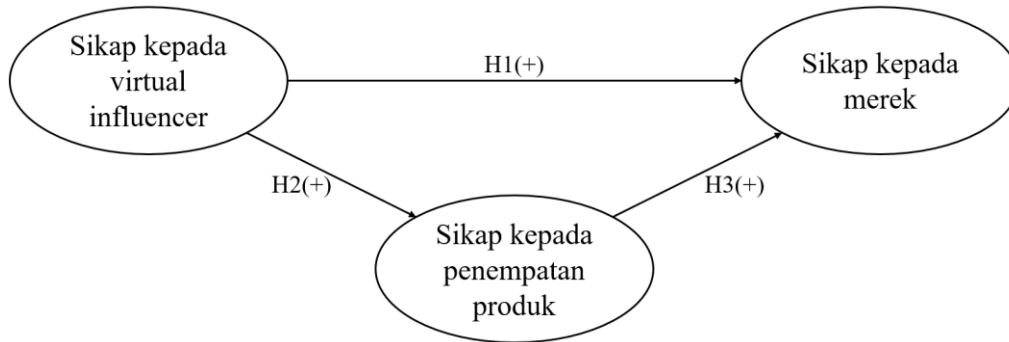 Sikap kepada
virtual
influencer
H1(+)
Sikap kepada
merek
H2(+)
H3(+)
Sikap kepada
penempatan
produk